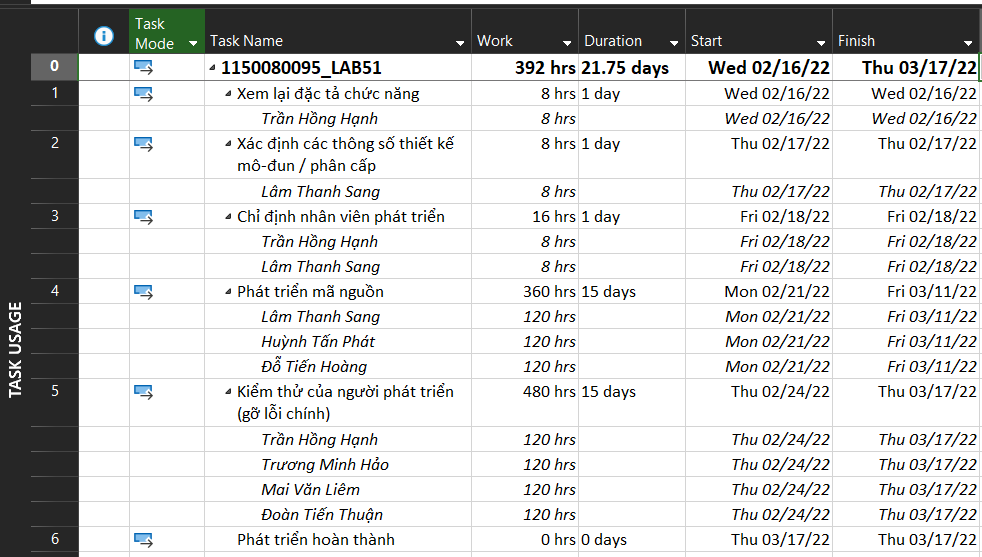 Task Mode Task Name Work Duration Start Finish
0 1150080095_LAB51 392 hrs 21.75 days Wed 02/16/22 Thu 03/17/22
1 Xem lại đặc tả chức năng 8 hrs 1 day Wed 02/16/22 Wed 02/16/22
Trần Hồng Hạnh 8 hrs Wed 02/16/22 Wed 02/16/22
2 Xác định các thông số thiết kế 8 hrs 1 day Thu 02/17/22 Thu 02/17/22
mô-đun / phân cấp
Lâm Thanh Sang 8 hrs Thu 02/17/22 Thu 02/17/22
3 Chỉ định nhân viên phát triển 16 hrs 1 day Fri 02/18/22 Fri 02/18/22
Trần Hồng Hạnh 8 hrs Fri 02/18/22 Fri 02/18/22
Lâm Thanh Sang 8 hrs Fri 02/18/22 Fri 02/18/22
4 Phát triển mã nguồn 360 hrs 15 days Mon 02/21/22 Fri 03/11/22
Lâm Thanh Sang 120 hrs Mon 02/21/22 Fri 03/11/22
Huỳnh Tấn Phát 120 hrs Mon 02/21/22 Fri 03/11/22
Đỗ Tiến Hoàng 120 hrs Mon 02/21/22 Fri 03/11/22
5 Kiểm thử của người phát triển 480 hrs 15 days Thu 02/24/22 Thu 03/17/22
(gỡ lỗi chính)
Trần Hồng Hạnh 120 hrs Thu 02/24/22 Thu 03/17/22
Trương Minh Hảo 120 hrs Thu 02/24/22 Thu 03/17/22
Mai Văn Liêm 120 hrs Thu 02/24/22 Thu 03/17/22
Đoàn Tiến Thuận 120 hrs Thu 02/24/22 Thu 03/17/22
6 Phát triển hoàn thành 0 hrs 0 days Thu 03/17/22 Thu 03/17/22
TASK USAGE